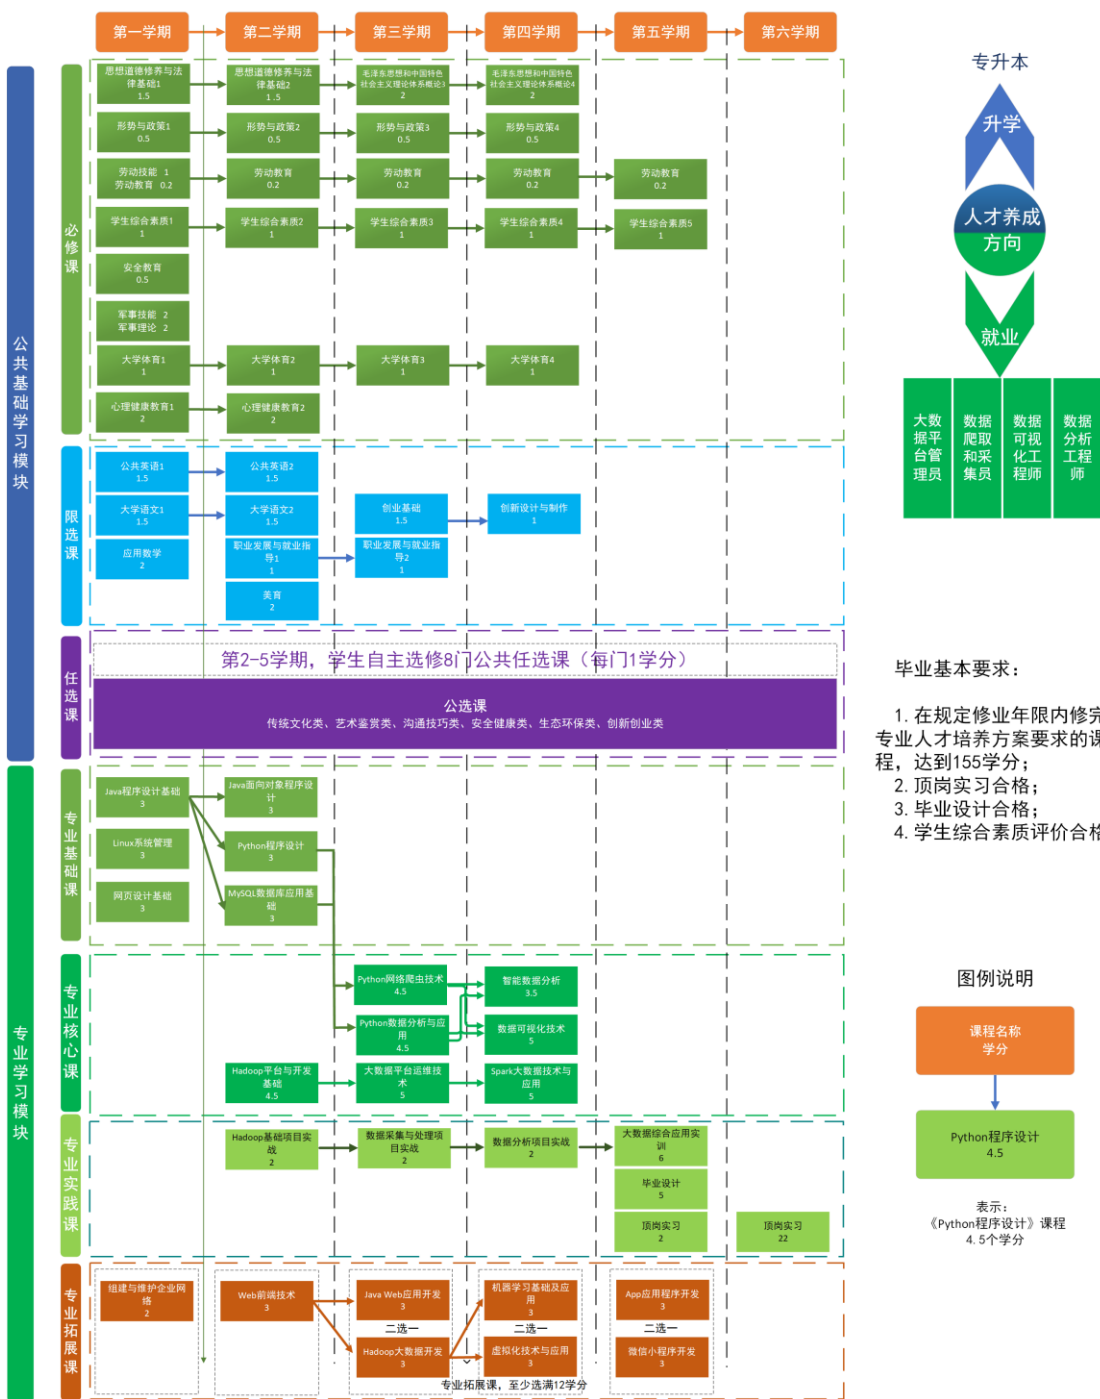 第一学期
第二学期
第三学期
第四学期
第五学期
第六学期
公共基础学习模块
必修课
思想道德修养与法
律基础1
1.5
思想道德修养与法
律基础2
1.5
毛泽东思想和中国特色
社会主义理论体系概论3
2
毛泽东思想和中国特色
社会主义理论体系概论4
2
形势与政策1
0.5
形势与政策2
0.5
形势与政策3
0.5
形势与政策4
0.5
劳动技能 1
劳动教育 0.2
劳动教育
0.2
劳动教育
0.2
劳动教育
0.2
劳动教育
0.2
学生综合素质1
1
学生综合素质2
1
学生综合素质3
1
学生综合素质4
1
学生综合素质5
1
安全教育
0.5
军事技能 2
军事理论 2
大学体育1
1
大学体育2
1
大学体育3
1
大学体育4
1
心理健康教育1
2
心理健康教育2
2
限选课
公共英语1
1.5
公共英语2
1.5
大学语文1
1.5
大学语文2
1.5
创业基础
1.5
创新设计与制作
1
应用数学
2
职业发展与就业指
导1
1
职业发展与就业指
导2
1
美育
2
任选课
第2-5学期，学生自主选修8门公共任选课（每门1学分）
公选课
传统文化类、艺术鉴赏类、沟通技巧类、安全健康类、生态环保类、创新创业类
专业学习模块
专业基础课
Java程序设计基础
3
Java面向对象程序设
计
3
Linux系统管理
3
Python程序设计
3
网页设计基础
3
MySQL数据库应用基
础
3
专业核心课
Python网络爬虫技术
4.5
智能数据分析
3.5
Python数据分析与应
用
4.5
数据可视化技术
5
Hadoop平台与开发
基础
4.5
大数据平台运维技
术
5
Spark大数据技术与
应用
5
专业实践课
Hadoop基础项目实
战
2
数据采集与处理项
目实战
2
数据分析项目实战
2
大数据综合应用实
训
6
毕业设计
5
顶岗实习
2
顶岗实习
22
专业拓展课
组建与维护企业网
络
2
Web前端技术
3
Java Web应用开发
3
二选一
Hadoop大数据开发
3
机器学习基础及应
用
3
二选一
虚拟化技术与应用
3
App应用程序开发
3
二选一
微信小程序开发
3
专业拓展课，至少选满12学分
专升本
升学
人才养成
方向
就业
大数
据平
台管
理员
数据
爬取
和采
集员
数据
可视
化工
程师
数据
分析
工程
师
毕业基本要求：
1.在规定修业年限内修完
专业人才培养方案要求的课
程，达到155学分；
2.顶岗实习合格；
3.毕业设计合格；
4.学生综合素质评价合格
图例说明
课程名称
学分
Python程序设计
4.5
表示：
《Python程序设计》课程
4.5个学分